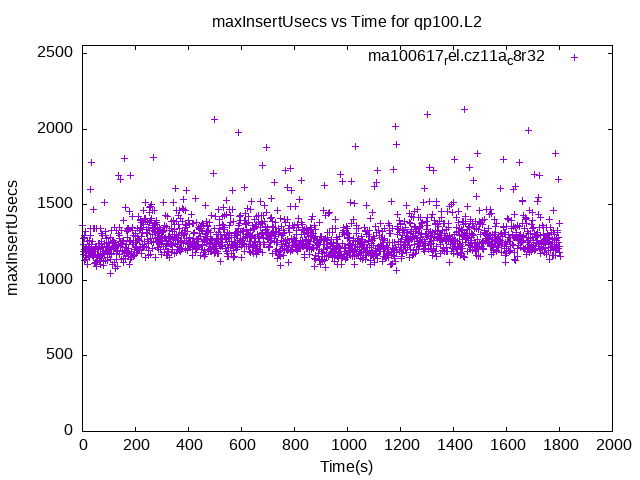 maxInsertUsecs vs Time for qp100.L2
ma100617rel.cz11ac8r32
maxInsertUsecs
2500
2000
1500
1000
500
0
0 200 400 600 800 1000 1200 1400 1600 1800 2000
Time(s)